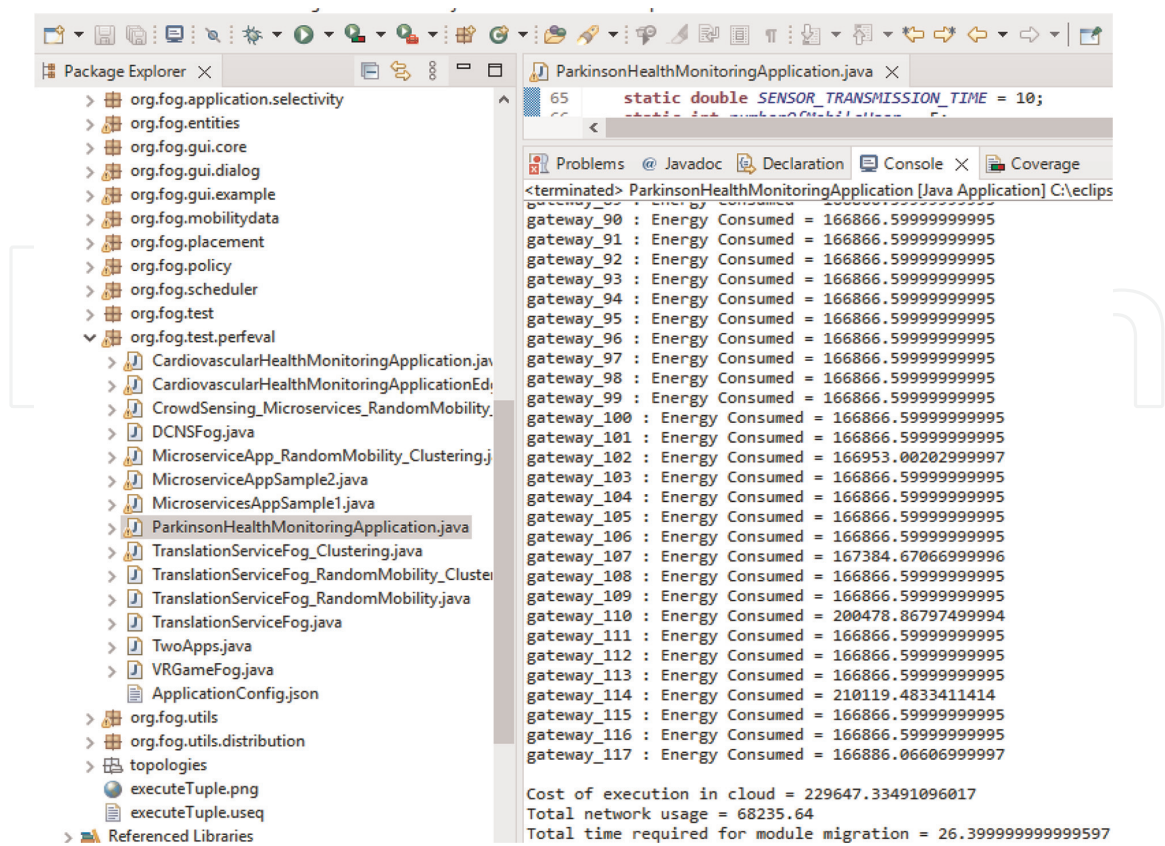 Package Explorer
org.fog.application.selectivity
org.fog.entities
org.fog.gui.core
org.fog.gui.dialog
org.fog.gui.example
org.fog.mobilitydata
org.fog.placement
org.fog.policy
org.fog.scheduler
org.fog.test
org.fog.test.perfeval
CardiovascularHealthMonitoringApplication.jav
CardiovascularHealthMonitoringApplicationEd
CrowdSensing_Microservices_RandomMobility_
DCNSFog.java
MicroserviceApp_RandomMobility_Clustering.j
MicroserviceAppSample2.java
MicroservicesAppSample1.java
ParkinsonHealthMonitoringApplication.java
TranslationServiceFog_Clustering.java
TranslationServiceFog_RandomMobility_Cluster
TranslationServiceFog_RandomMobility.java
TranslationServiceFog.java
TwoApps.java
VRGameFog.java
ApplicationConfig.json
org.fog.utils
org.fog.utils.distribution
topologies
executeTuple.png
executeTuple.useq
Referenced Libraries
ParkinsonHealthMonitoringApplication.java
65 static double SENSOR_TRANSMISSION_TIME = 10;
Problems @ Javadoc Declaration Console Coverage
<terminated> ParkinsonHealthMonitoringApplication [Java Application] C:\eclips
gateway_89 : Energy Consumed = 166866.59999999995
gateway_90 : Energy Consumed = 166866.59999999995
gateway_91 : Energy Consumed = 166866.59999999995
gateway_92 : Energy Consumed = 166866.59999999995
gateway_93 : Energy Consumed = 166866.59999999995
gateway_94 : Energy Consumed = 166866.59999999995
gateway_95 : Energy Consumed = 166866.59999999995
gateway_96 : Energy Consumed = 166866.59999999995
gateway_97 : Energy Consumed = 166866.59999999995
gateway_98 : Energy Consumed = 166866.59999999995
gateway_99 : Energy Consumed = 166866.59999999995
gateway_100 : Energy Consumed = 166866.59999999995
gateway_101 : Energy Consumed = 166866.59999999995
gateway_102 : Energy Consumed = 166953.00202999997
gateway_103 : Energy Consumed = 166866.59999999995
gateway_104 : Energy Consumed = 166866.59999999995
gateway_105 : Energy Consumed = 166866.59999999995
gateway_106 : Energy Consumed = 166866.59999999995
gateway_107 : Energy Consumed = 167384.67066999996
gateway_108 : Energy Consumed = 166866.59999999995
gateway_109 : Energy Consumed = 166866.59999999995
gateway_110 : Energy Consumed = 200478.86797499994
gateway_111 : Energy Consumed = 166866.59999999995
gateway_112 : Energy Consumed = 166866.59999999995
gateway_113 : Energy Consumed = 166866.59999999995
gateway_114 : Energy Consumed = 210119.4833411414
gateway_115 : Energy Consumed = 166866.59999999995
gateway_116 : Energy Consumed = 166866.59999999995
gateway_117 : Energy Consumed = 166886.06606999997
Cost of execution in cloud = 229647.33491096017
Total network usage = 68235.64
Total time required for module migration = 26.399999999999597